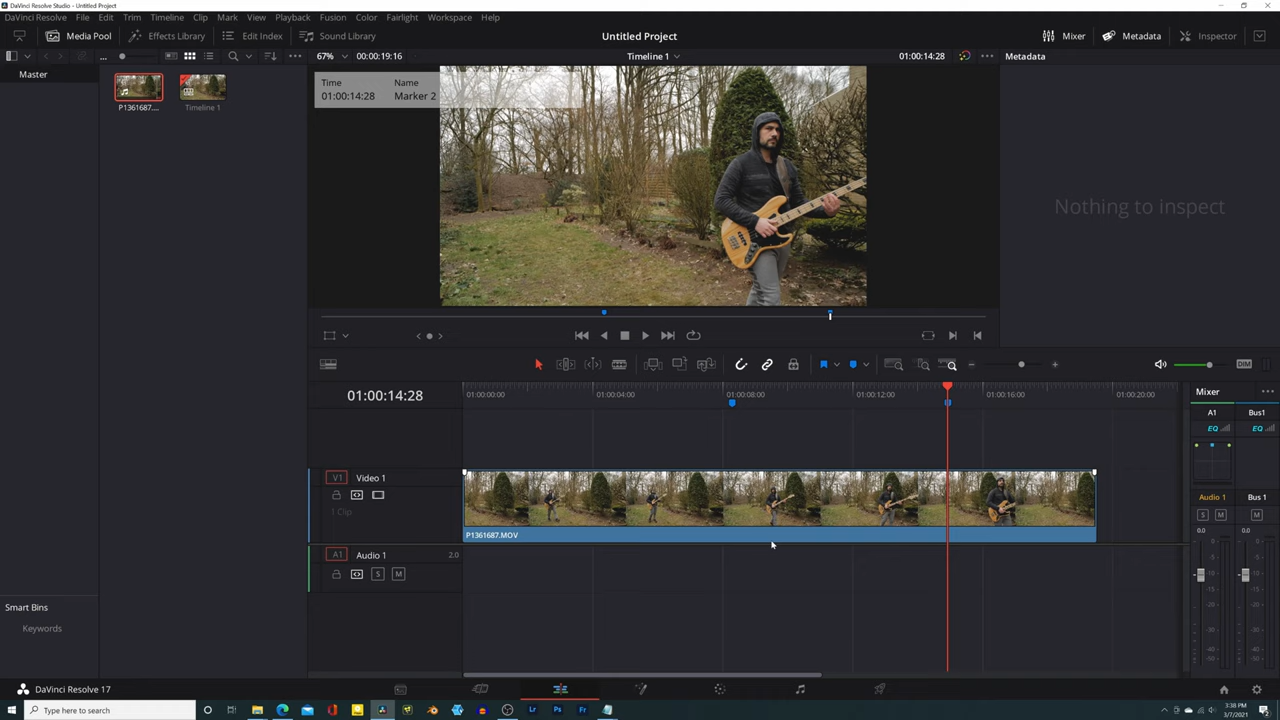 DaVinci Resolve Studio - Untitled Project
DaVinci Resolve File Edit Trim Timeline Clip Mark View Playback Fusion Color Fairlight Workspace Help
Media Pool Effects Library Edit Index Sound Library Untitled Project Mixer Metadata Inspector
... 67% 00:00:19:16 Timeline 1 01:00:14:28 Metadata
Master
P1361687....
Timeline 1
Time Name
01:00:14:28 Marker 2
Nothing to inspect
DIM
01:00:14:28
01:00:00:00 01:00:04:00 01:00:08:00 01:00:12:00 01:00:16:00 01:00:20:00
Mixer
A1 Bus1
EQ EQ
V1 Video 1
1 Clip
P1361687.MOV
Audio 1 Bus 1
S M M
0.0 0.0
A1 Audio 1 2.0
S M
Smart Bins
Keywords
DaVinci Resolve 17
Type here to search
3:38 PM
3/7/2021